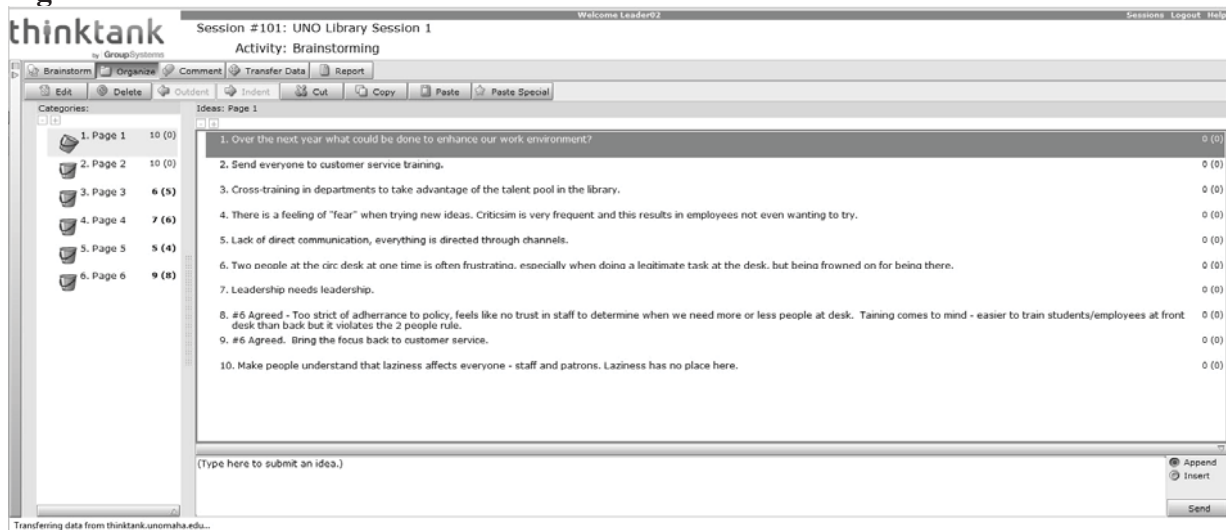 Welcome Leader02
Sessions Logout Help
thinktank
by GroupSystems
Session #101: UNO Library Session 1
Activity: Brainstorming
Brainstorm Organize Comment Transfer Data Report
Edit Delete Outdent Indent Cut Copy Paste Paste Special
Categories:
1. Page 1 10 (0)
2. Page 2 10 (0)
3. Page 3 6 (5)
4. Page 4 7 (6)
5. Page 5 5 (4)
6. Page 6 9 (8)
Ideas: Page 1
1. Over the next year what could be done to enhance our work environment? 0 (0)
2. Send everyone to customer service training. 0 (0)
3. Cross-training in departments to take advantage of the talent pool in the library. 0 (0)
4. There is a feeling of "fear" when trying new ideas. Criticsim is very frequent and this results in employees not even wanting to try. 0 (0)
5. Lack of direct communication, everything is directed through channels. 0 (0)
6. Two people at the circ desk at one time is often frustrating, especially when doing a legitimate task at the desk, but being frowned on for being there. 0 (0)
7. Leadership needs leadership. 0 (0)
8. #6 Agreed - Too strict of adherrance to policy, feels like no trust in staff to determine when we need more or less people at desk. Taining comes to mind - easier to train students/employees at front 0 (0)
desk than back but it violates the 2 people rule.
9. #6 Agreed. Bring the focus back to customer service. 0 (0)
10. Make people understand that laziness affects everyone - staff and patrons. Laziness has no place here. 0 (0)
(Type here to submit an idea.)
Append
Insert
Send
Transferring data from thinktank.unomaha.edu...